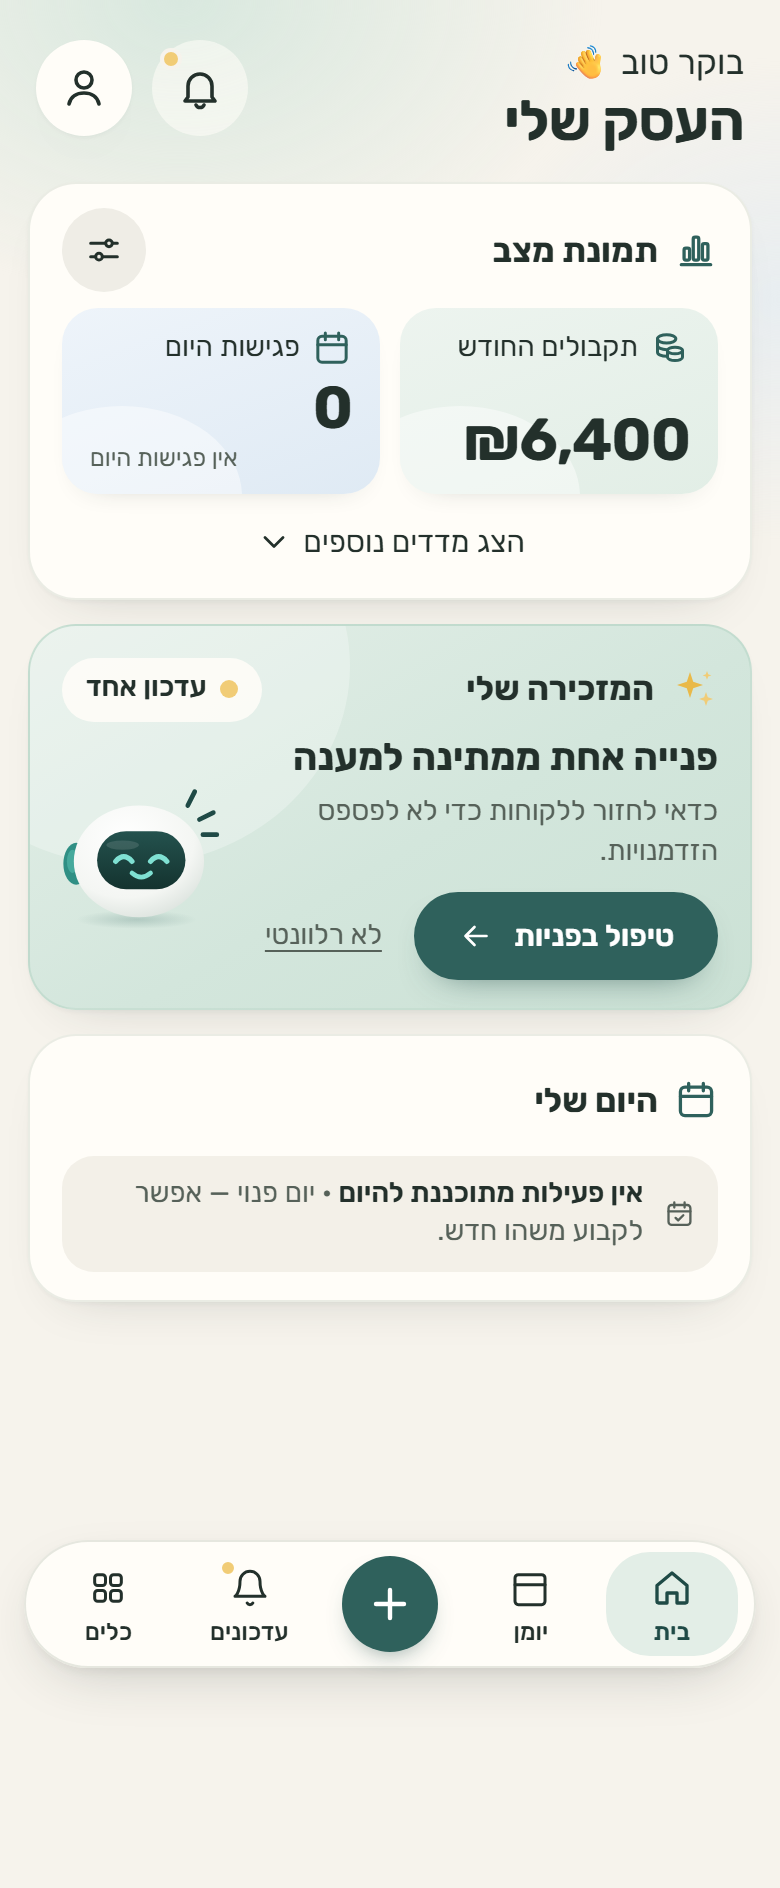 בוקר טוב 👋
העסק שלי
תמונת מצב
תקבולים החודש
₪6,400
פגישות היום
0
אין פגישות היום
הצג מדדים נוספים
המזכירה שלי
עדכון אחד
פנייה אחת ממתינה למענה
כדאי לחזור ללקוחות כדי לא לפספס
הזדמנויות.
טיפול בפניות ←
לא רלוונטי
היום שלי
אין פעילות מתוכננת להיום • יום פנוי – אפשר
לקבוע משהו חדש.
בית
יומן
עדכונים
כלים